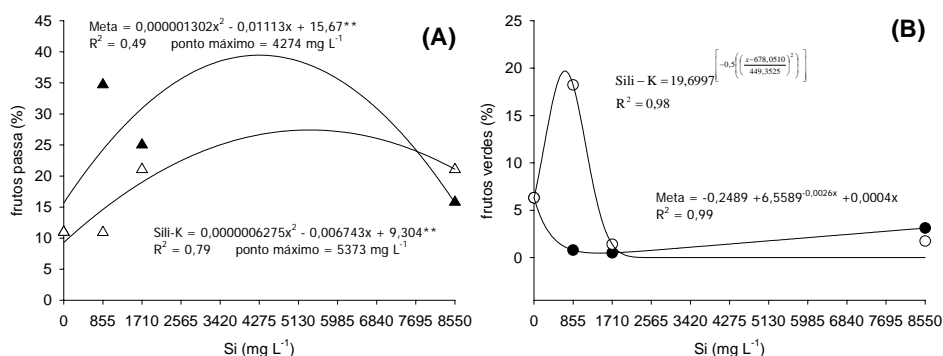 (A)
Meta = 0,000001302x² - 0,01113x + 15,67**
R² = 0,49 ponto máximo = 4274 mg L⁻¹
45
40
35
30
25
20
15
10
5
0
frutos passa (%)
Sili-K = 0,0000006275x² - 0,006743x + 9,304**
R² = 0,79 ponto máximo = 5373 mg L⁻¹
0 855 1710 2565 3420 4275 5130 5985 6840 7695 8550
Si (mg L⁻¹)
(B)
25
20
15
10
5
0
-5
frutos verdes (%)
Sili – K = 19,6997[-0,5((x-678,0510/449,3525)²)]
R² = 0,98
Meta = -0,2489 +6,5589^-0,0026x +0,0004x
R² = 0,99
0 855 1710 2565 3420 4275 5130 5985 6840 7695 8550
Si (mg L⁻¹)